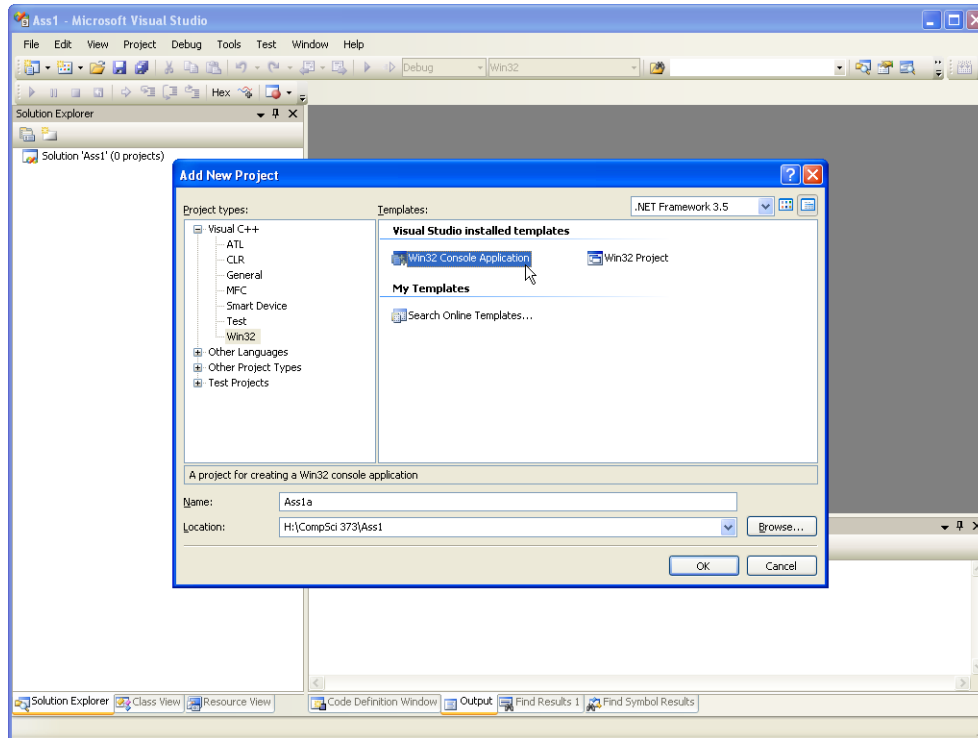 Ass1 - Microsoft Visual Studio
File Edit View Project Debug Tools Test Window Help
Debug Win32
Hex
Solution Explorer
Solution 'Ass1' (0 projects)
Add New Project
Project types:
Templates:
.NET Framework 3.5
Visual C++
ATL
CLR
General
MFC
Smart Device
Test
Win32
Other Languages
Other Project Types
Test Projects
Visual Studio installed templates
Win32 Console Application
Win32 Project
My Templates
Search Online Templates...
A project for creating a Win32 console application
Name: Ass1a
Location: H:\CompSci 373\Ass1
Browse...
OK Cancel
Solution Explorer Class View Resource View
Code Definition Window Output Find Results 1 Find Symbol Results